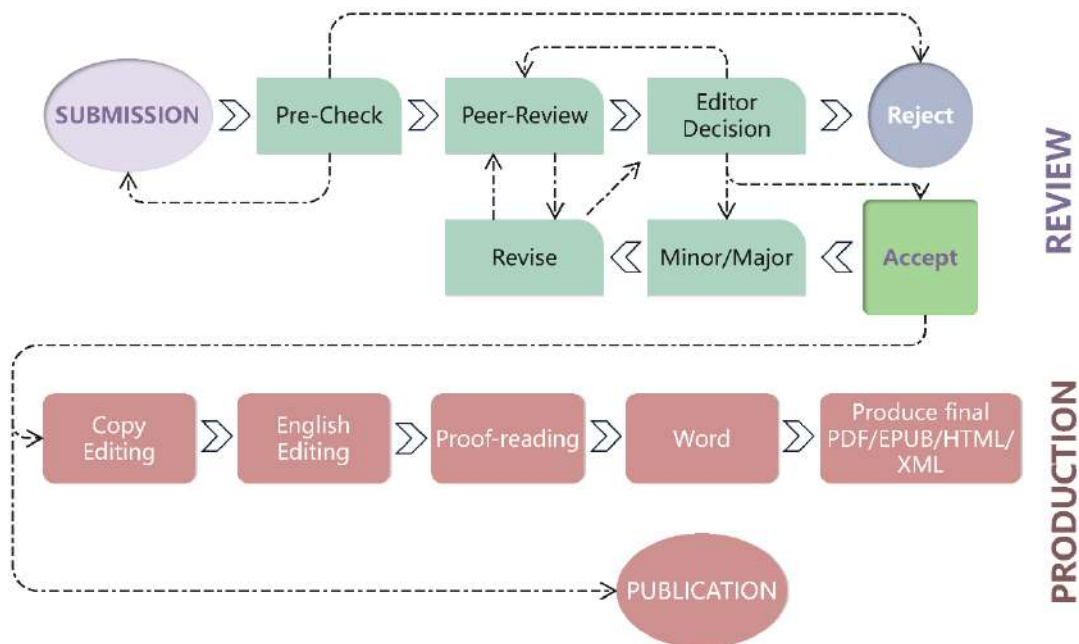 SUBMISSION
Pre-Check
Peer-Review
Editor
Decision
Reject
REVIEW
Revise
Minor/Major
Accept
Copy
Editing
English
Editing
Proof-reading
Word
Produce final
PDF/EPUB/HTML/
XML
PRODUCTION
PUBLICATION